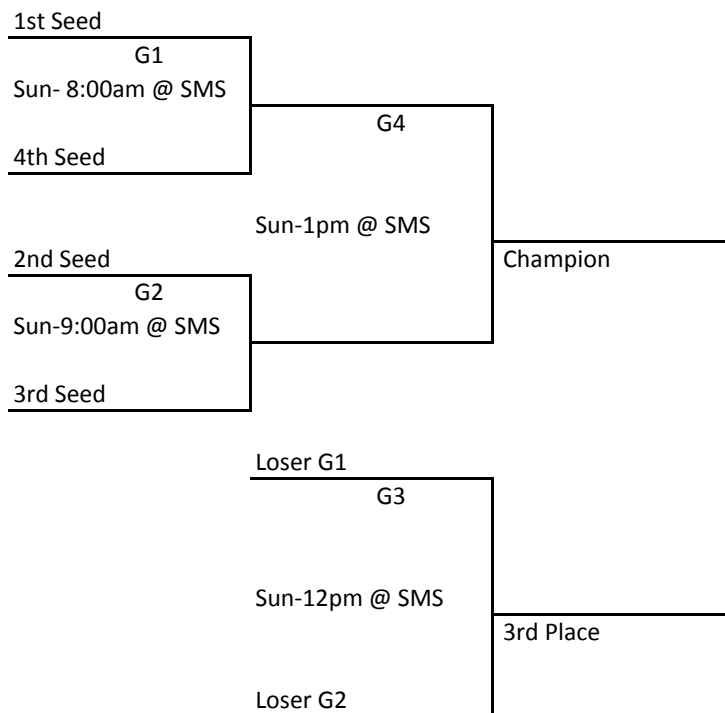 1st Seed
G1
Sun- 8:00am @ SMS
G4
4th Seed
Sun-1pm @ SMS
2nd Seed
Champion
G2
Sun-9:00am @ SMS
3rd Seed
Loser G1
G3
Sun-12pm @ SMS
3rd Place
Loser G2